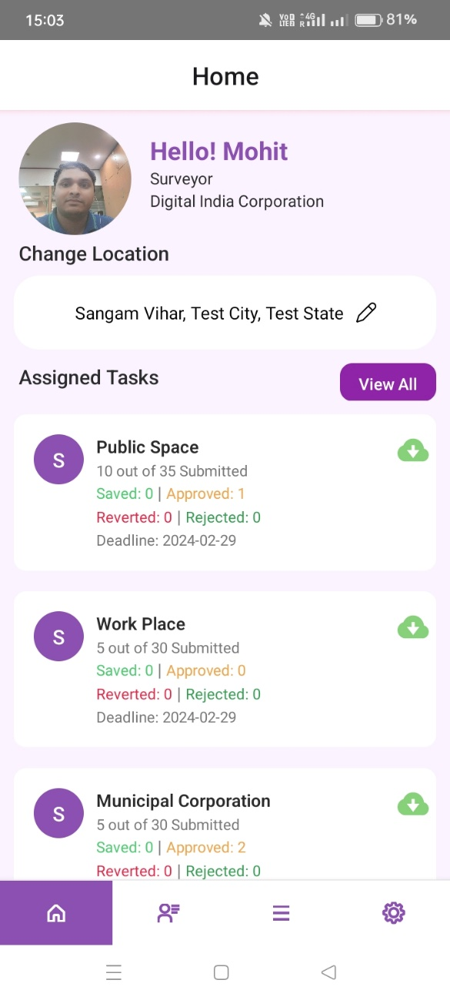 15:03
VoD LTE2 4G R 81%
Home
Hello! Mohit
Surveyor
Digital India Corporation
Change Location
Sangam Vihar, Test City, Test State
Assigned Tasks
View All
S
Public Space
10 out of 35 Submitted
Saved: 0 | Approved: 1
Reverted: 0 | Rejected: 0
Deadline: 2024-02-29
S
Work Place
5 out of 30 Submitted
Saved: 0 | Approved: 0
Reverted: 0 | Rejected: 0
Deadline: 2024-02-29
S
Municipal Corporation
5 out of 30 Submitted
Saved: 0 | Approved: 2
Reverted: 0 | Rejected: 0